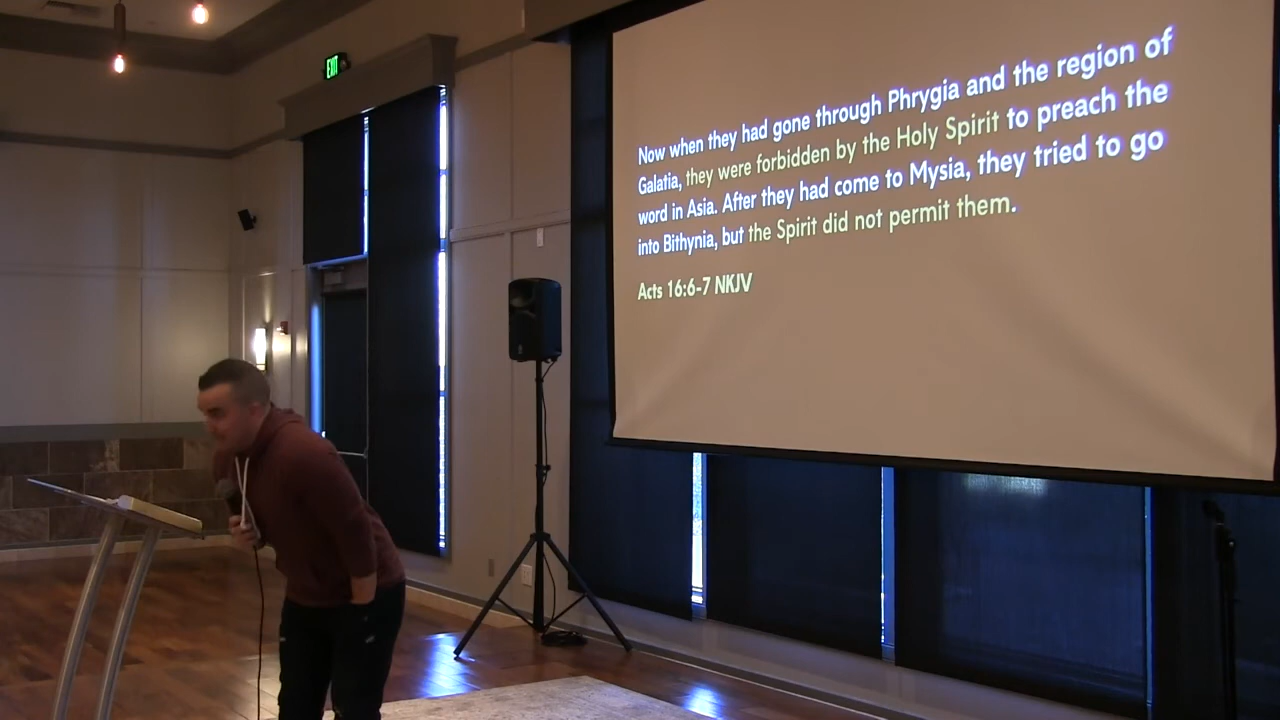 EXIT
Now when they had gone through Phrygia and the region of
Galatia, they were forbidden by the Holy Spirit to preach the
word in Asia. After they had come to Mysia, they tried to go
into Bithynia, but the Spirit did not permit them.
Acts 16:6-7 NKJV